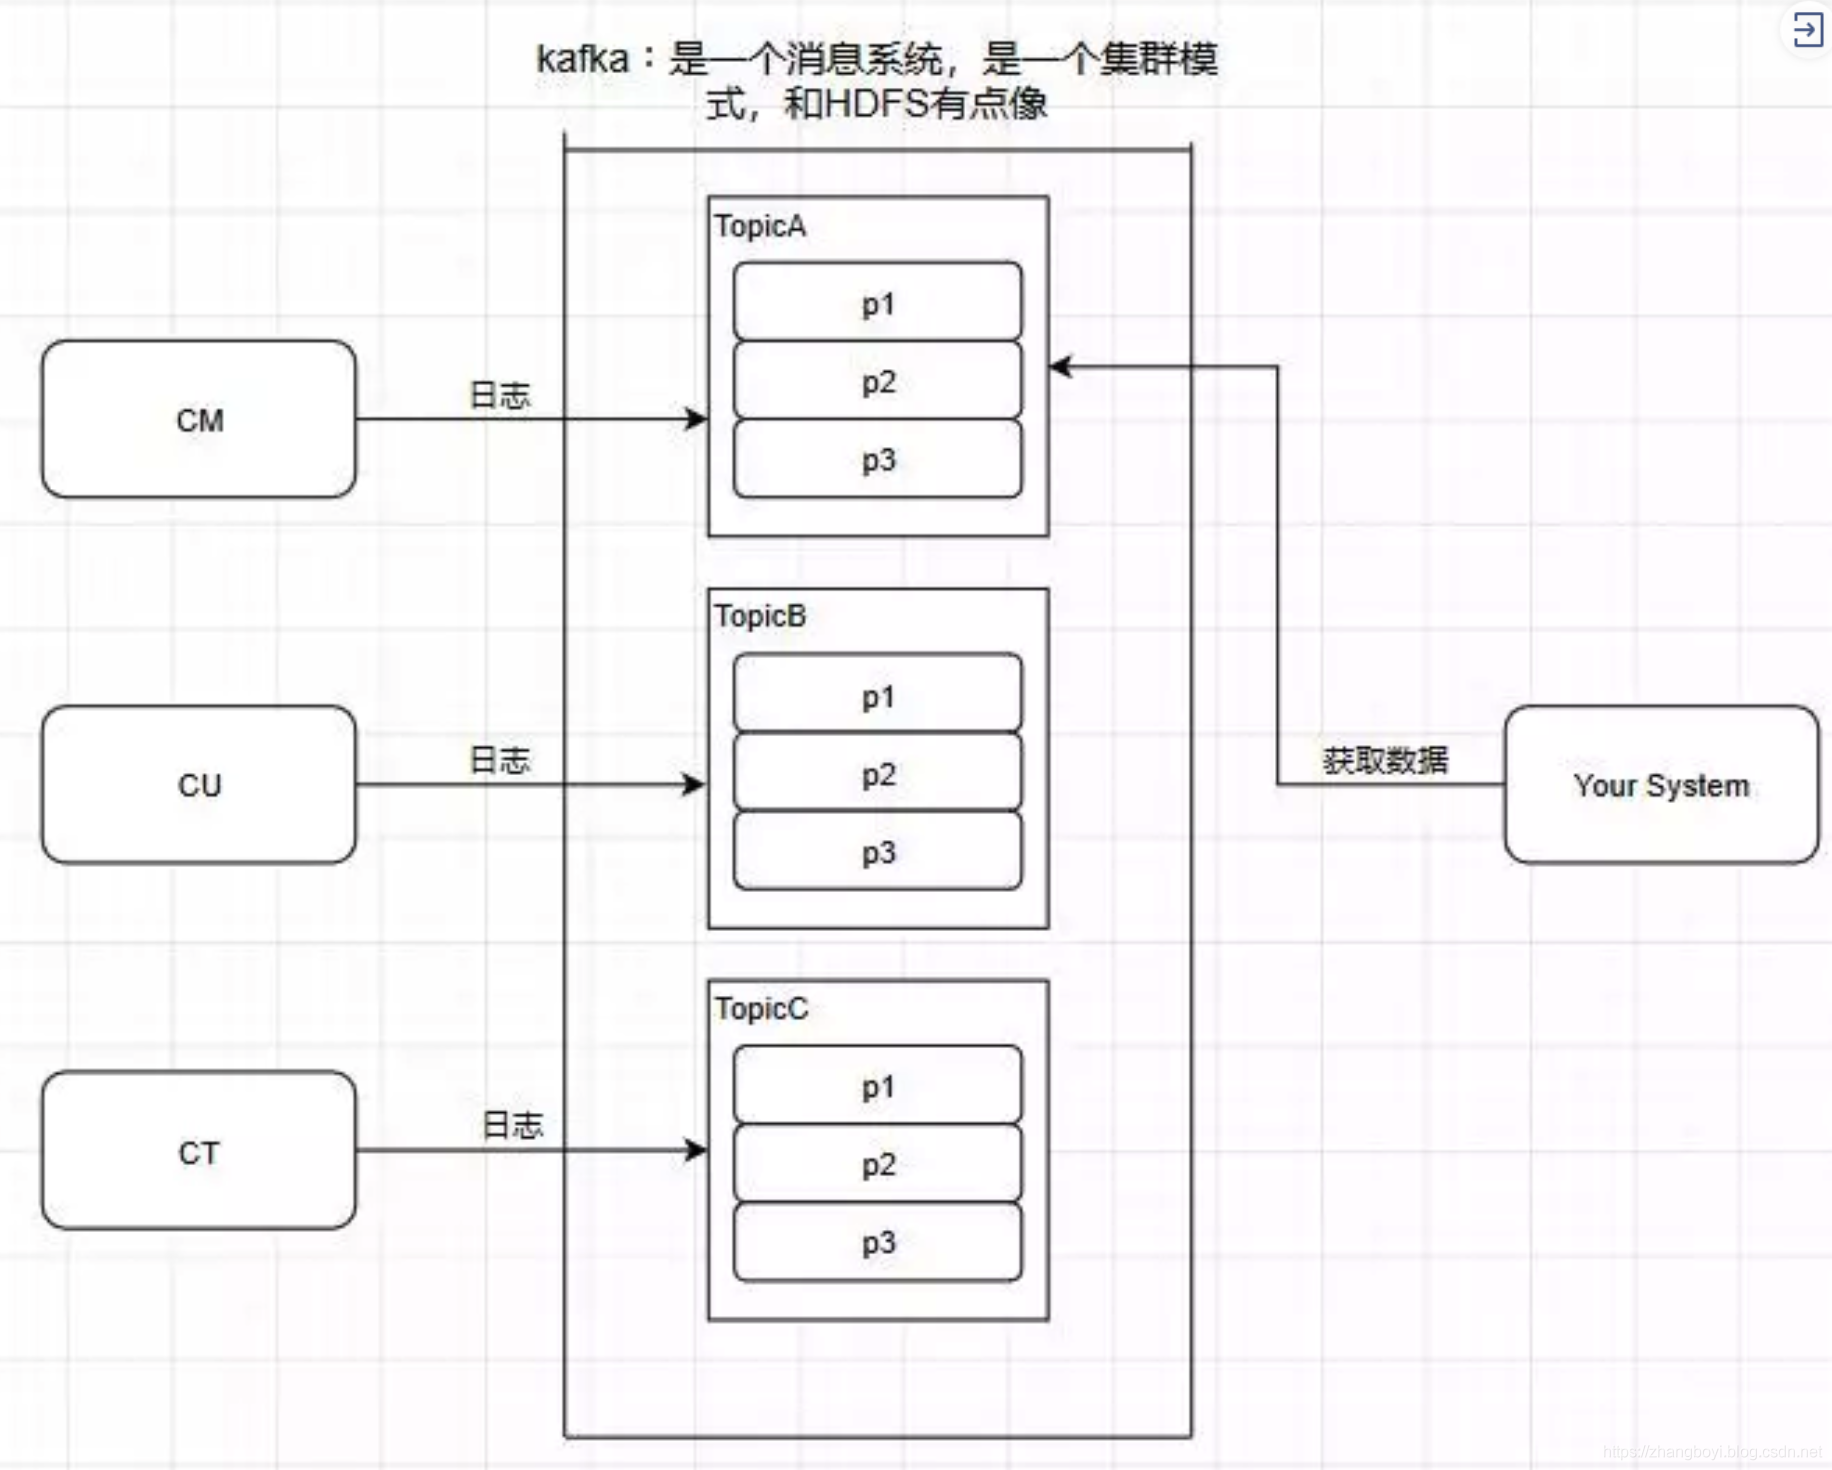 kafka：是一个消息系统，是一个集群模
式，和HDFS有点像
TopicA
p1
p2
p3
CM
日志
TopicB
p1
p2
p3
CU
日志
获取数据
Your System
TopicC
p1
p2
p3
CT
日志
https://zhangboyi.blog.csdn.net